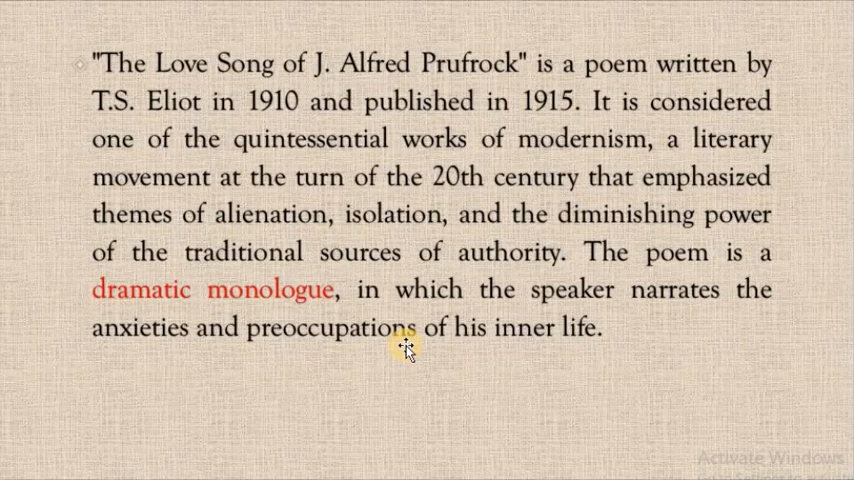 "The Love Song of J. Alfred Prufrock" is a poem written by
T.S. Eliot in 1910 and published in 1915. It is considered
one of the quintessential works of modernism, a literary
movement at the turn of the 20th century that emphasized
themes of alienation, isolation, and the diminishing power
of the traditional sources of authority. The poem is a
dramatic monologue, in which the speaker narrates the
anxieties and preoccupations of his inner life.
Activate Windows